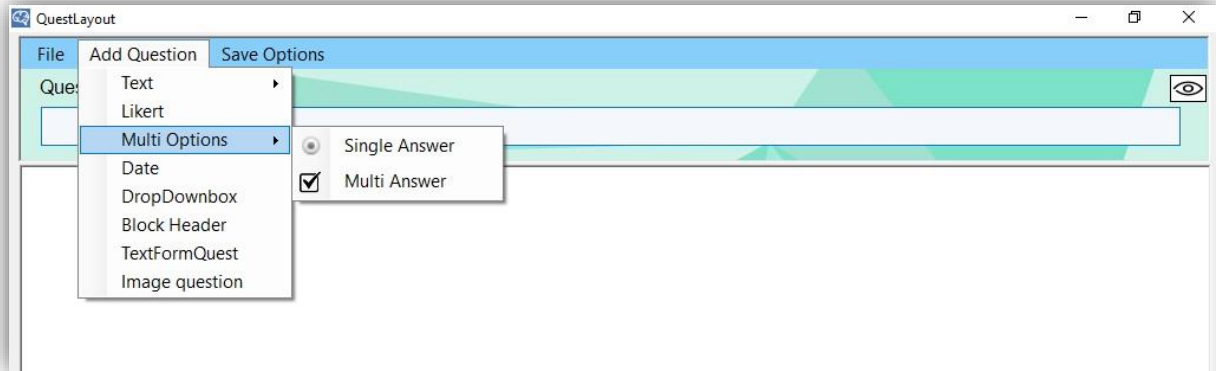 QuestLayout
File Add Question Save Options
Text
Likert
Multi Options
Single Answer
Multi Answer
Date
DropDownbox
Block Header
TextFormQuest
Image question